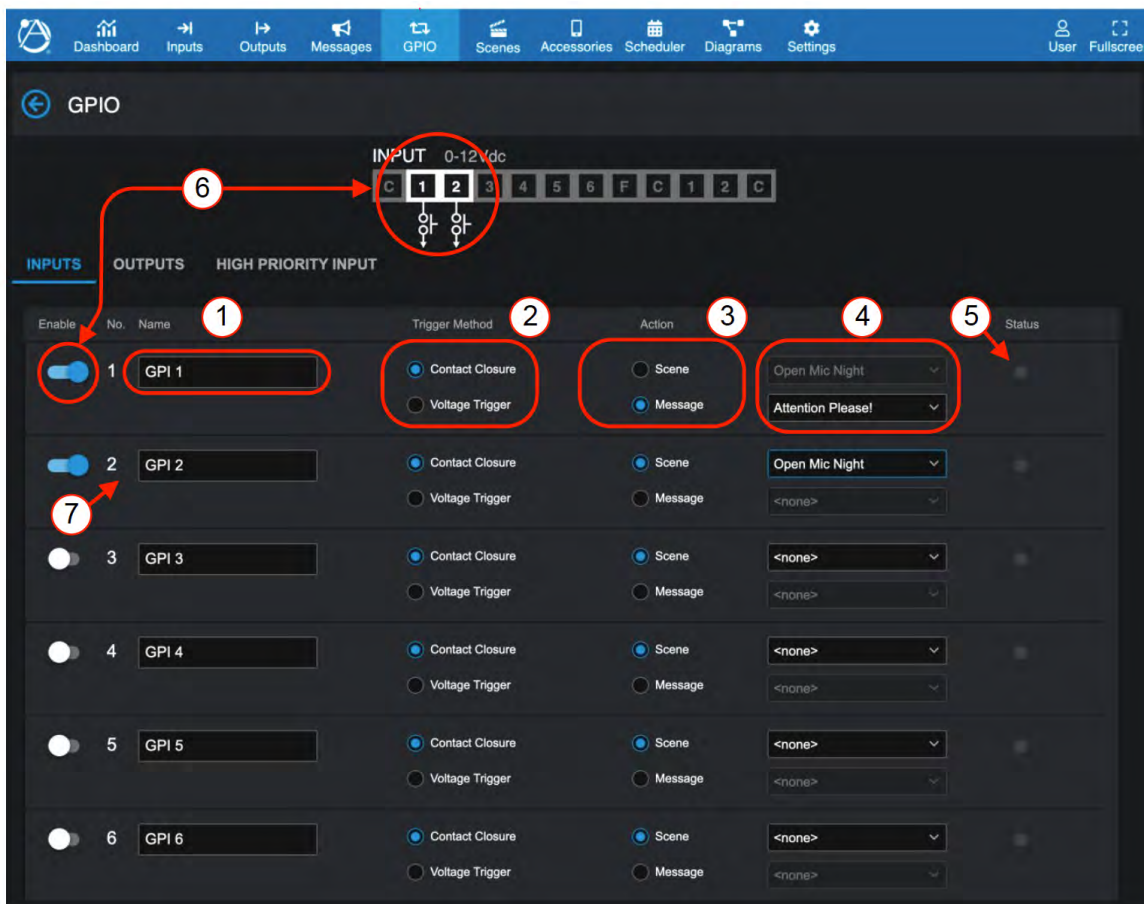 Dashboard Inputs Outputs Messages GPIO Scenes Accessories Scheduler Diagrams Settings User Fullscree
GPIO
INPUT 0-12Vdc
6 C 1 2 3 4 5 6 F C 1 2 C
INPUTS OUTPUTS HIGH PRIORITY INPUT
Enable No. Name 1 Trigger Method 2 Action 3 4 5 Status
1 GPI 1 Contact Closure Scene Open Mic Night
Voltage Trigger Message Attention Please!
2 GPI 2 Contact Closure Scene Open Mic Night
7 Voltage Trigger Message <none>
3 GPI 3 Contact Closure Scene <none>
Voltage Trigger Message <none>
4 GPI 4 Contact Closure Scene <none>
Voltage Trigger Message <none>
5 GPI 5 Contact Closure Scene <none>
Voltage Trigger Message <none>
6 GPI 6 Contact Closure Scene <none>
Voltage Trigger Message <none>